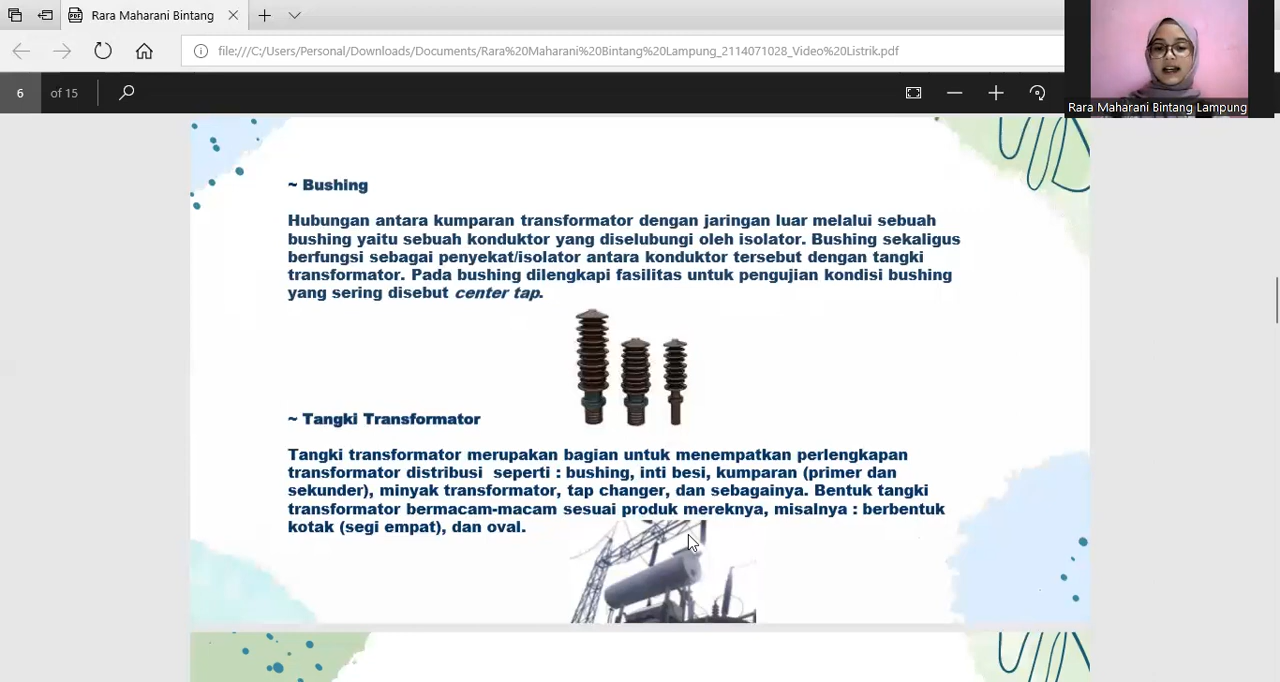 Rara Maharani Bintang
file:///C:/Users/Personal/Downloads/Documents/Rara%20Maharani%20Bintang%20Lampung_2114071028_Video%20Listrik.pdf
6 of 15
Rara Maharani Bintang Lampung
~ Bushing
Hubungan antara kumparan transformator dengan jaringan luar melalui sebuah
bushing yaitu sebuah konduktor yang diselubungi oleh isolator. Bushing sekaligus
berfungsi sebagai penyekat/isolator antara konduktor tersebut dengan tangki
transformator. Pada bushing dilengkapi fasilitas untuk pengujian kondisi bushing
yang sering disebut center tap.
~ Tangki Transformator
Tangki transformator merupakan bagian untuk menempatkan perlengkapan
transformator distribusi seperti : bushing, inti besi, kumparan (primer dan
sekunder), minyak transformator, tap changer, dan sebagainya. Bentuk tangki
transformator bermacam-macam sesuai produk mereknya, misalnya : berbentuk
kotak (segi empat), dan oval.